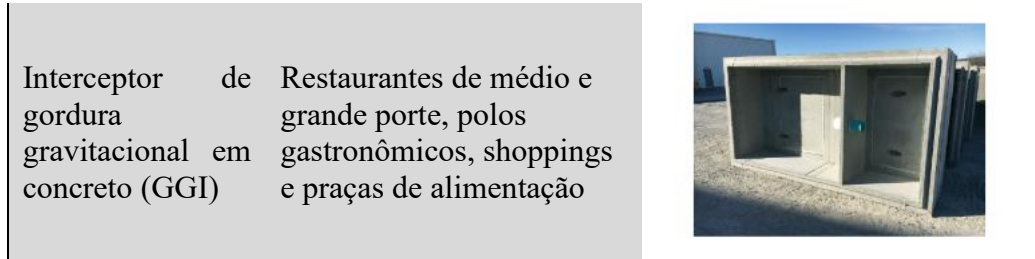 Interceptor de
gordura
gravitacional em
concreto (GGI)
Restaurantes de médio e
grande porte, polos
gastronômicos, shoppings
e praças de alimentação